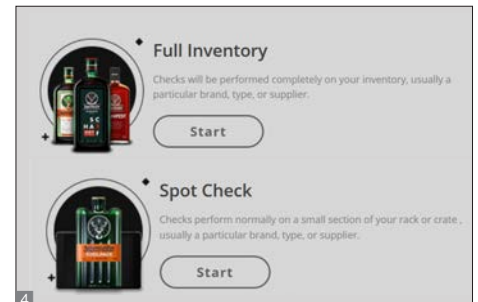 Full Inventory
Checks will be performed completely on your inventory, usually a
particular brand, type, or supplier.
Start
Spot Check
Checks perform normally on a small section of your rack or crate ,
usually a particular brand, type, or supplier.
Start
4